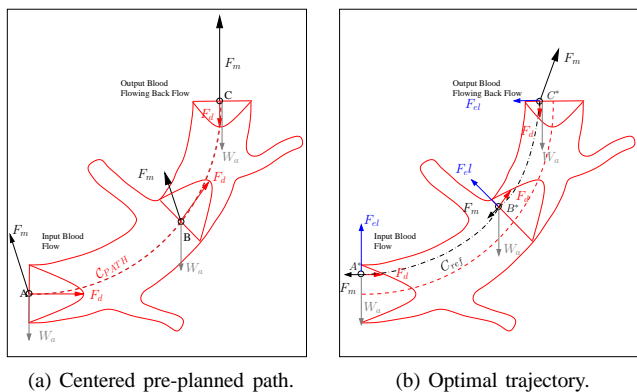 F_m
C
Output Blood
Flowing Back Flow
F_d
W_a
F_m
F_d
B
W_a
Input Blood
Flow
F_m
A
C_PATH
F_d
W_a
(a) Centered pre-planned path.
F_m
Output Blood
Flowing Back Flow
C*
F_el
F_d
W_a
F_el
F_d
F_m
B*
W_a
Input Blood
Flow
F_el
A*
C_ref
F_d
F_m
W_a
(b) Optimal trajectory.